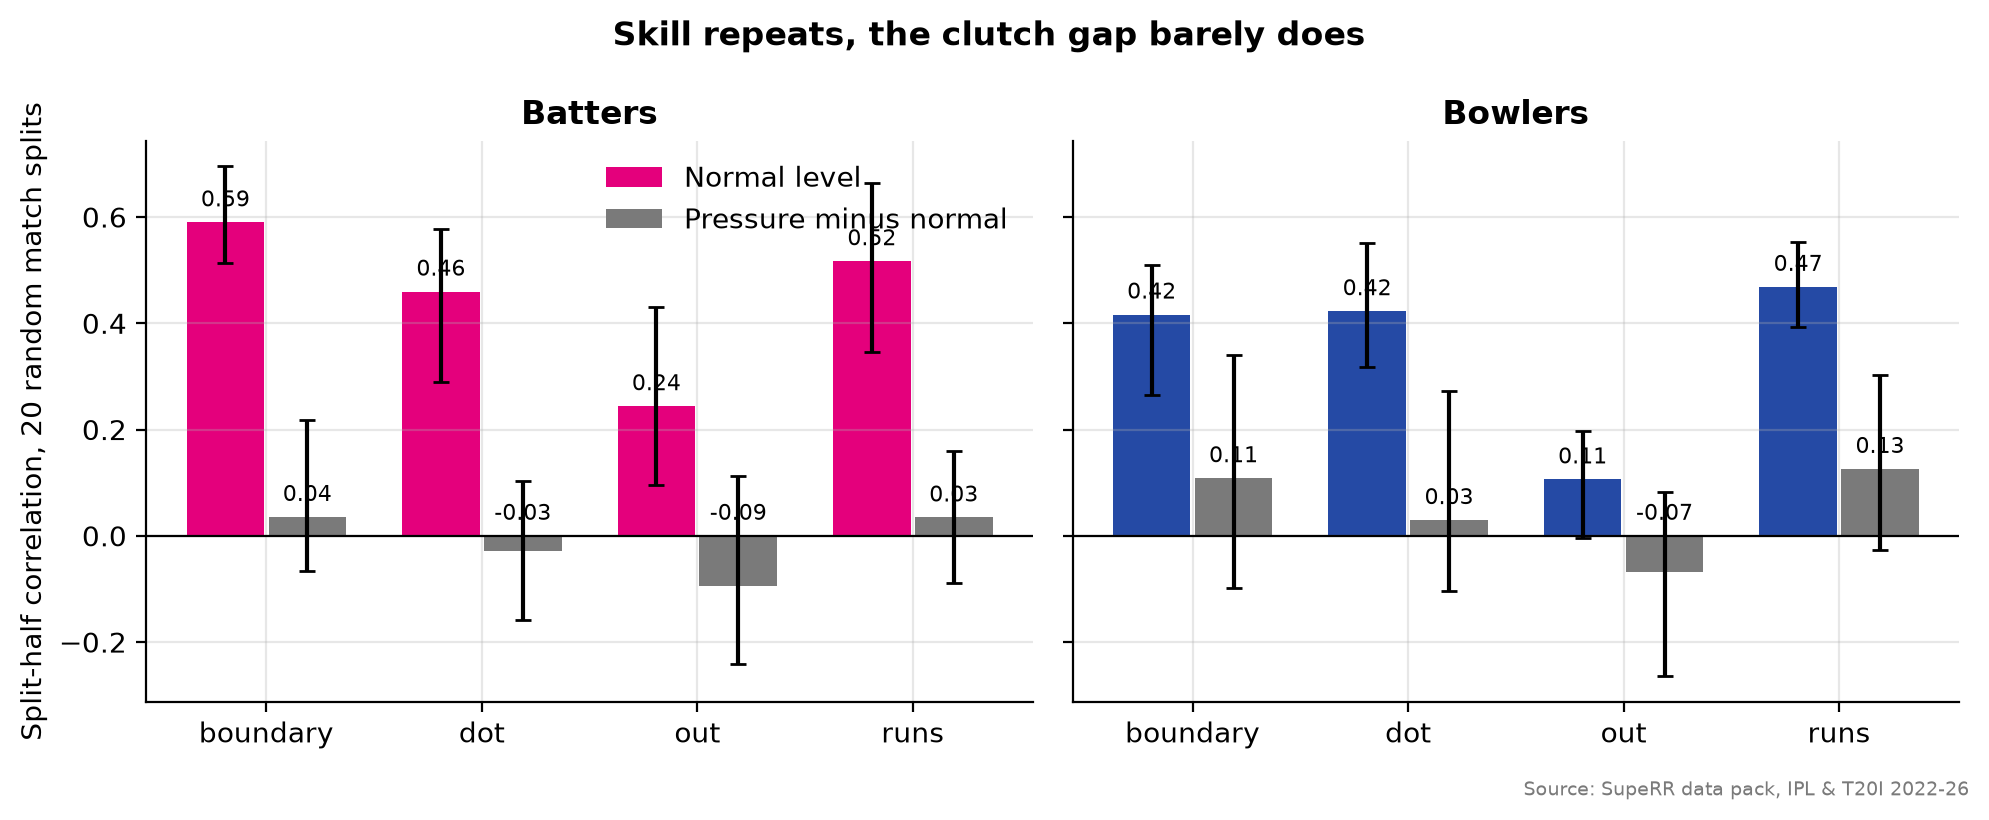 Skill repeats, the clutch gap barely does
Batters
Bowlers
Split-half correlation, 20 random match splits
Normal level
Pressure minus normal
0.6
0.4
0.2
0.0
−0.2
0.59
0.04
0.46
-0.03
0.24
-0.09
0.52
0.03
0.42
0.11
0.42
0.03
0.11
-0.07
0.47
0.13
boundary
dot
out
runs
boundary
dot
out
runs
Source: SupeRR data pack, IPL & T20I 2022-26